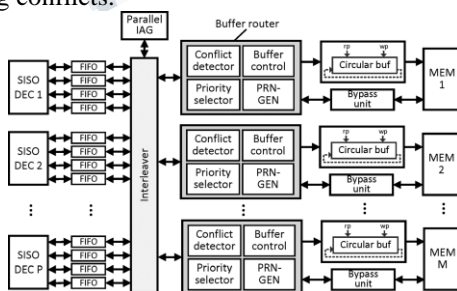 g conflicts.
Buffer router
Parallel
IAG
Interleaver
SISO
DEC 1
FIFO
FIFO
FIFO
FIFO
Conflict
detector
Buffer
control
Priority
selector
PRN-
GEN
rp
wp
Circular buf
Bypass
unit
MEM
1
SISO
DEC 2
FIFO
FIFO
FIFO
FIFO
Conflict
detector
Buffer
control
Priority
selector
PRN-
GEN
rp
wp
Circular buf
Bypass
unit
MEM
2
SISO
DEC P
FIFO
FIFO
FIFO
FIFO
Conflict
detector
Buffer
control
Priority
selector
PRN-
GEN
rp
wp
Circular buf
Bypass
unit
MEM
M